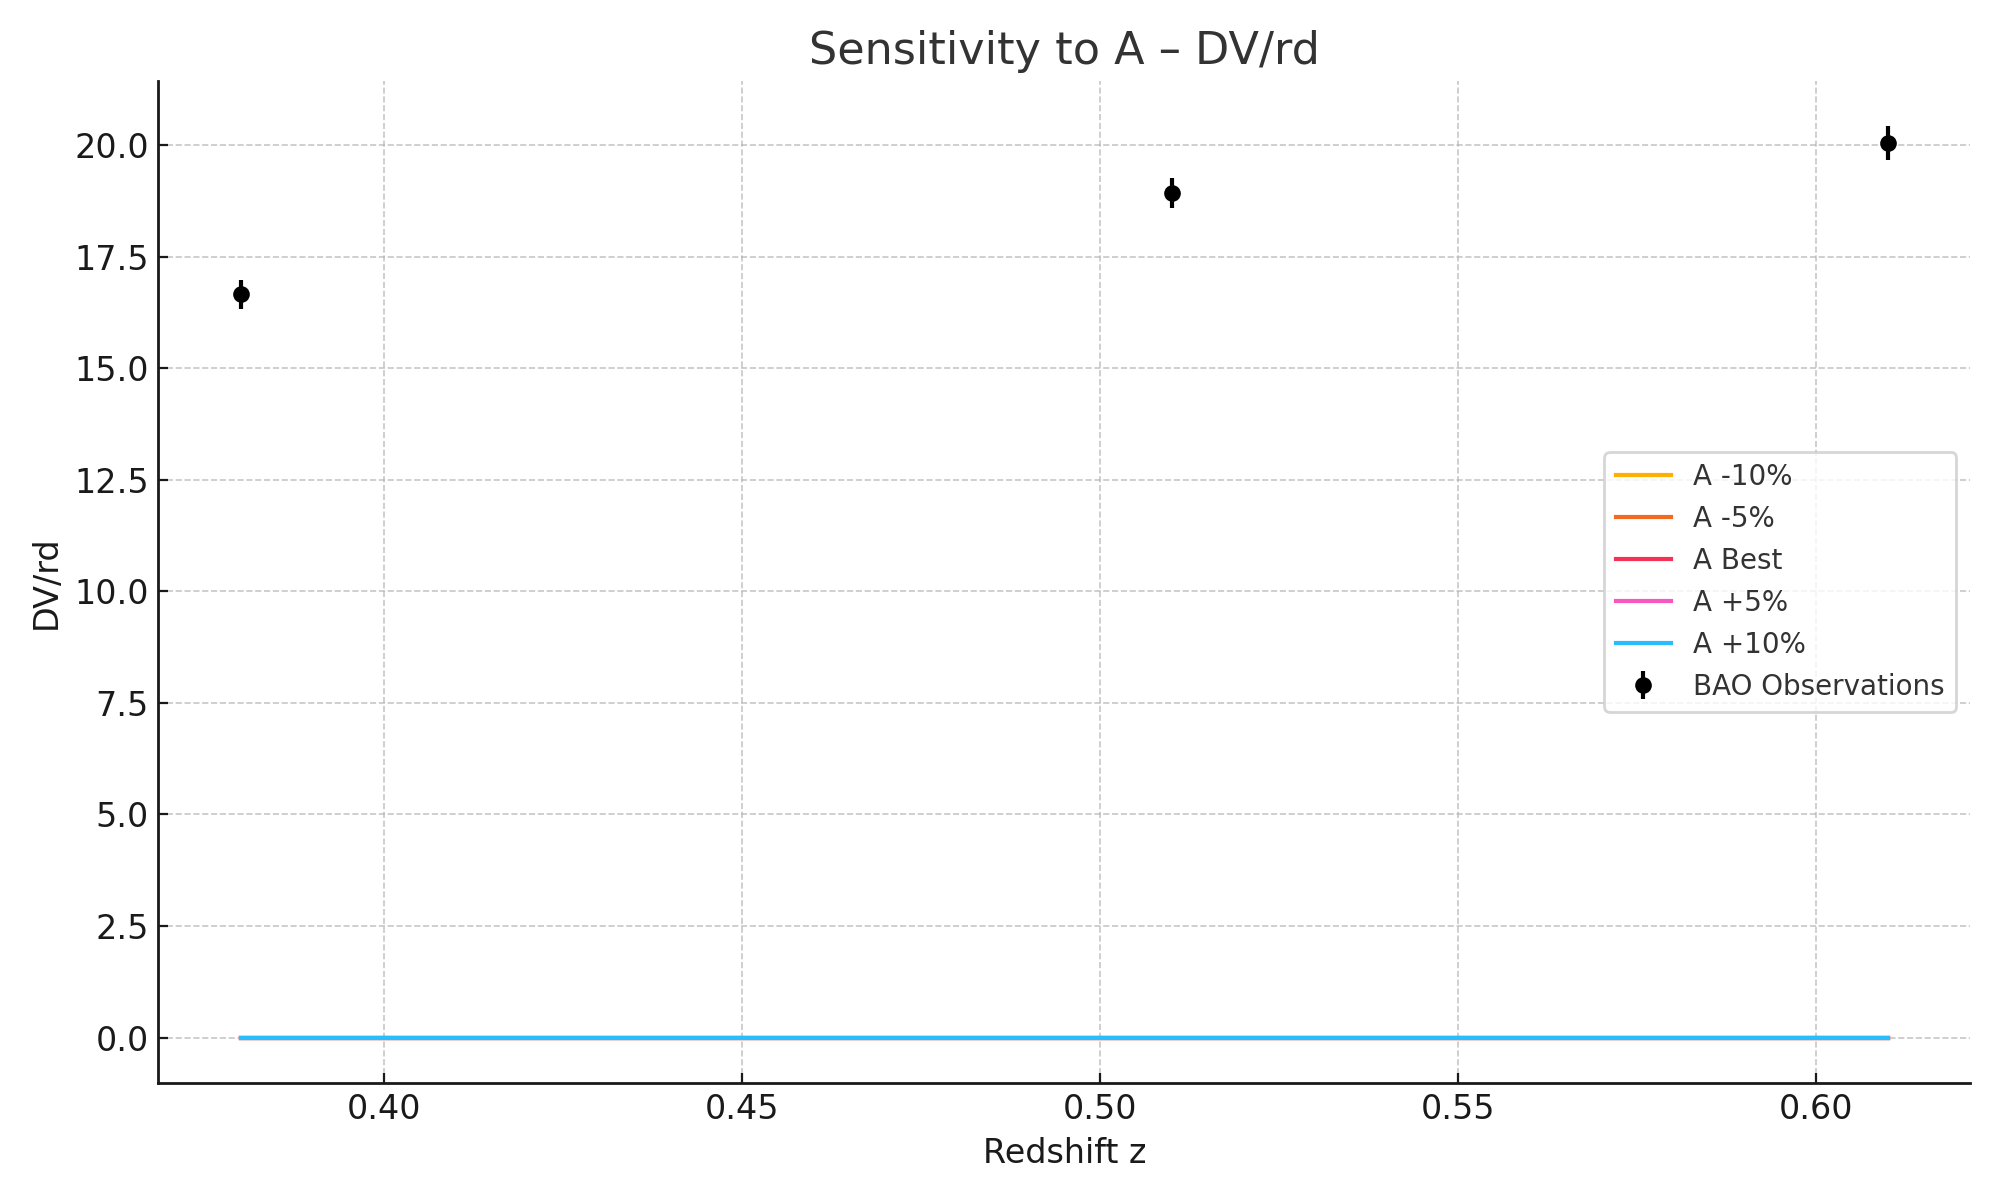 Sensitivity to A – DV/rd
DV/rd
20.0
17.5
15.0
12.5
10.0
7.5
5.0
2.5
0.0
A -10%
A -5%
A Best
A +5%
A +10%
BAO Observations
0.40 0.45 0.50 0.55 0.60
Redshift z